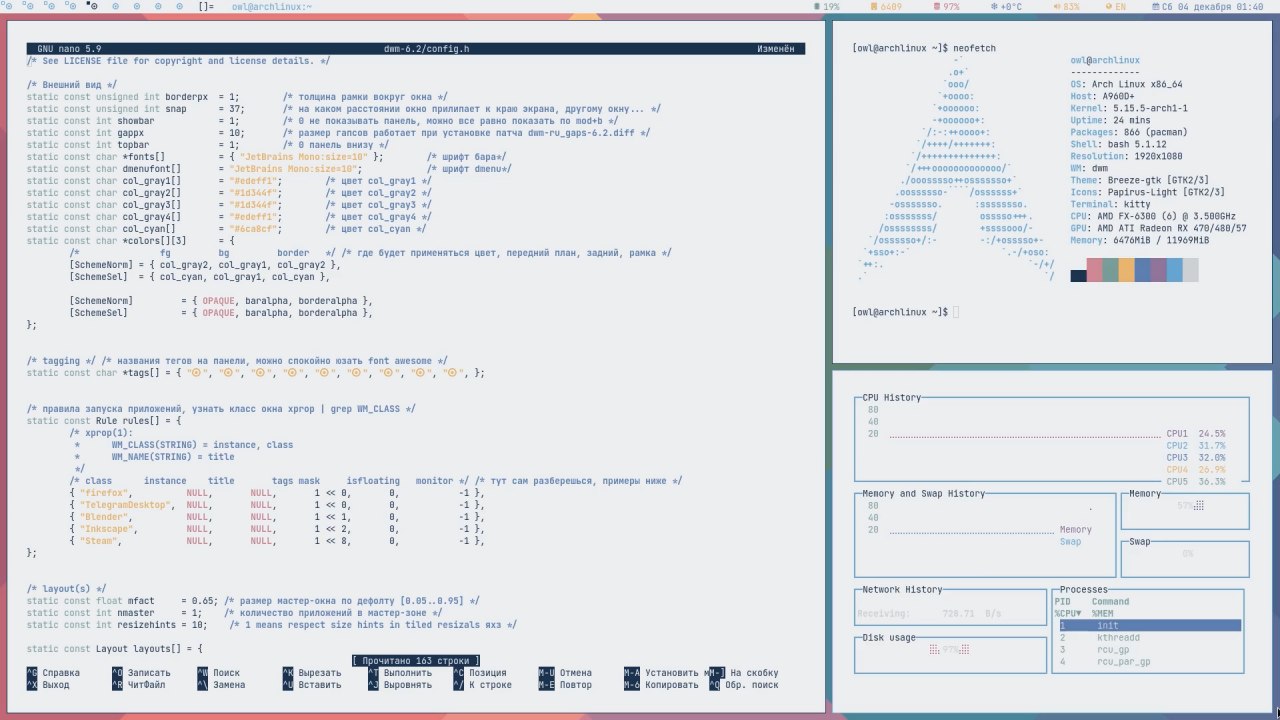 []= owl@archlinux:~ 19% 6409 97% +0°C 83% EN Сб 04 декабря 01:40
GNU nano 5.9 dwm-6.2/config.h Изменён
/* See LICENSE file for copyright and license details. */
/* Внешний вид */
static const unsigned int borderpx = 1; /* толщина рамки вокруг окна */
static const unsigned int snap = 37; /* на каком расстоянии окно прилипает к краю экрана, другому окну... */
static const int showbar = 1; /* 0 не показывать панель, можно все равно показать по mod+b */
static const int gappx = 10; /* размер гапсов работает при установке патча dwm-ru_gaps-6.2.diff */
static const int topbar = 1; /* 0 панель внизу */
static const char *fonts[] = { "JetBrains Mono:size=10" }; /* шрифт бара*/
static const char dmenufont[] = "JetBrains Mono:size=10"; /* шрифт dmenu*/
static const char col_gray1[] = "#edeff1"; /* цвет col_gray1 */
static const char col_gray2[] = "#1d344f"; /* цвет col_gray2 */
static const char col_gray3[] = "#1d344f"; /* цвет col_gray3 */
static const char col_gray4[] = "#edeff1"; /* цвет col_gray4 */
static const char col_cyan[] = "#6ca8cf"; /* цвет col_cyan */
static const char *colors[][3] = {
/* fg bg border */ /* где будет применяться цвет, передний план, задний, рамка */
[SchemeNorm] = { col_gray2, col_gray1, col_gray2 },
[SchemeSel] = { col_cyan, col_gray1, col_cyan },
[SchemeNorm] = { OPAQUE, baralpha, borderalpha },
[SchemeSel] = { OPAQUE, baralpha, borderalpha },
};
/* tagging */ /* названия тегов на панели, можно спокойно юзать font awesome */
static const char *tags[] = { "", "", "", "", "", "", "", "", "", };
/* правила запуска приложений, узнать класс окна xprop | grep WM_CLASS */
static const Rule rules[] = {
/* xprop(1):
* WM_CLASS(STRING) = instance, class
* WM_NAME(STRING) = title
*/
/* class instance title tags mask isfloating monitor */ /* тут сам разберешься, примеры ниже */
{ "firefox", NULL, NULL, 1 << 0, 0, -1 },
{ "TelegramDesktop", NULL, NULL, 1 << 0, 0, -1 },
{ "Blender", NULL, NULL, 1 << 1, 0, -1 },
{ "Inkscape", NULL, NULL, 1 << 2, 0, -1 },
{ "Steam", NULL, NULL, 1 << 8, 0, -1 },
};
/* layout(s) */
static const float mfact = 0.65; /* размер мастер-окна по дефолту [0.05..0.95] */
static const int nmaster = 1; /* количество приложений в мастер-зоне */
static const int resizehints = 10; /* 1 means respect size hints in tiled resizals яхз */
static const Layout layouts[] = {
[ Прочитано 163 строки ]
^G Справка ^O Записать ^W Поиск ^K Вырезать ^T Выполнить ^C Позиция M-U Отмена M-A Установить мM-] На скобку
^X Выход ^R ЧитФайл ^\ Замена ^U Вставить ^J Выровнять ^/ К строке M-E Повтор M-6 Копировать ^Q Обр. поиск
[owl@archlinux ~]$ neofetch
owl@archlinux
-------------
OS: Arch Linux x86_64
Host: A960D+
Kernel: 5.15.5-arch1-1
Uptime: 24 mins
Packages: 866 (pacman)
Shell: bash 5.1.12
Resolution: 1920x1080
WM: dwm
Theme: Breeze-gtk [GTK2/3]
Icons: Papirus-Light [GTK2/3]
Terminal: kitty
CPU: AMD FX-6300 (6) @ 3.500GHz
GPU: AMD ATI Radeon RX 470/480/57
Memory: 6476MiB / 11969MiB
[owl@archlinux ~]$
CPU History
80
40
20
CPU1 24.5%
CPU2 31.7%
CPU3 32.0%
CPU4 26.9%
CPU5 36.3%
Memory and Swap History
80
40
20
Memory
Swap
Memory
57%
Swap
0%
Network History
Receiving: 728.71 B/s
Disk usage
97%
Processes
PID Command
%CPU▼ %MEM
1 init
2 kthreadd
3 rcu_gp
4 rcu_par_gp